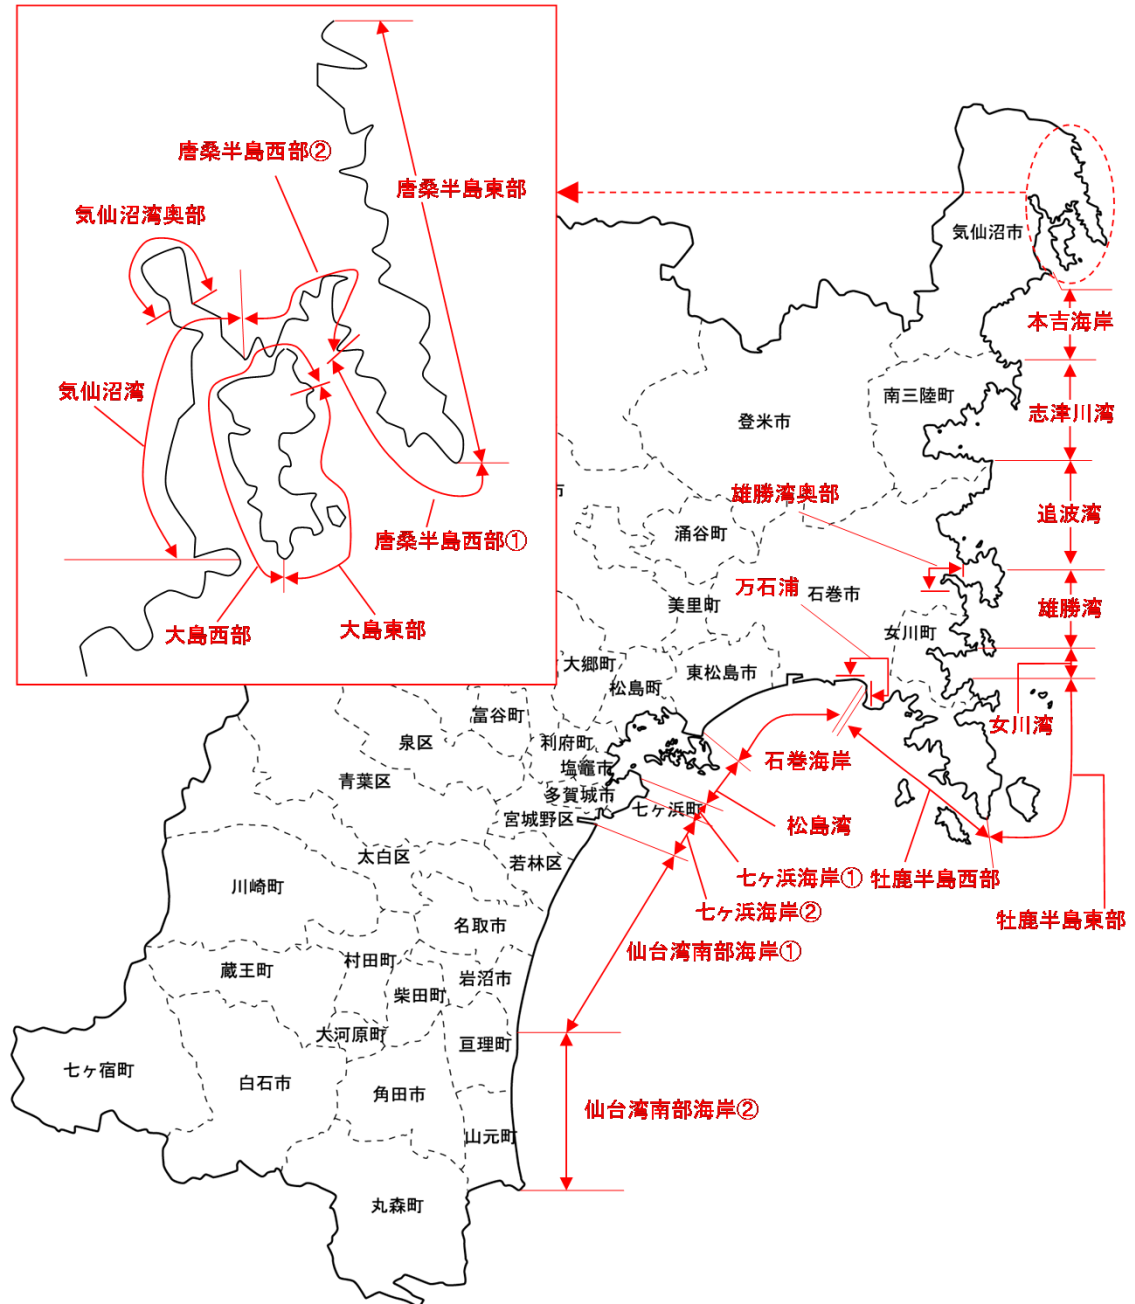 唐桑半島西部②
唐桑半島東部
気仙沼湾奥部
気仙沼湾
唐桑半島西部①
大島西部
大島東部
気仙沼市
本吉海岸
南三陸町
志津川湾
登米市
市
雄勝湾奥部
追波湾
涌谷町
万石浦
石巻市
美里町
雄勝湾
女川町
大郷町
東松島市
松島町
富谷町
女川湾
泉区
利府町
石巻海岸
塩竈市
青葉区
多賀城市
七ヶ浜町
宮城野区
松島湾
太白区
若林区
七ヶ浜海岸①
牡鹿半島西部
川崎町
七ヶ浜海岸②
牡鹿半島東部
名取市
仙台湾南部海岸①
村田町
蔵王町
岩沼市
柴田町
大河原町
亘理町
七ヶ宿町
白石市
角田市
仙台湾南部海岸②
山元町
丸森町